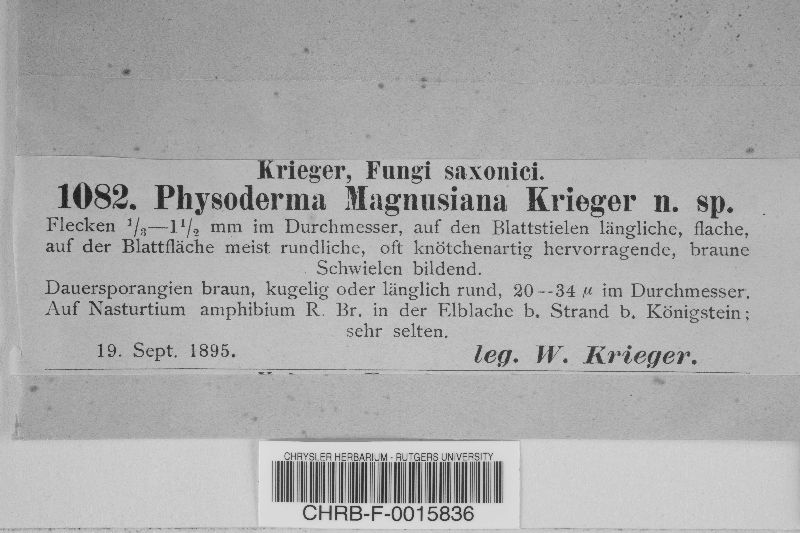 Krieger, Fungi saxonici.
1082. Physoderma Magnusiana Krieger n. sp.
Flecken ¹/₃—1¹/₂ mm im Durchmesser, auf den Blattstielen längliche, flache,
auf der Blattfläche meist rundliche, oft knötchenartig hervorragende, braune
Schwielen bildend.
Dauersporangien braun, kugelig oder länglich rund, 20—34 µ im Durchmesser.
Auf Nasturtium amphibium R. Br. in der Elblache b. Strand b. Königstein;
sehr selten.
19. Sept. 1895.
leg. W. Krieger.
CHRYSLER HERBARIUM - RUTGERS UNIVERSITY
CHRB-F-0015836